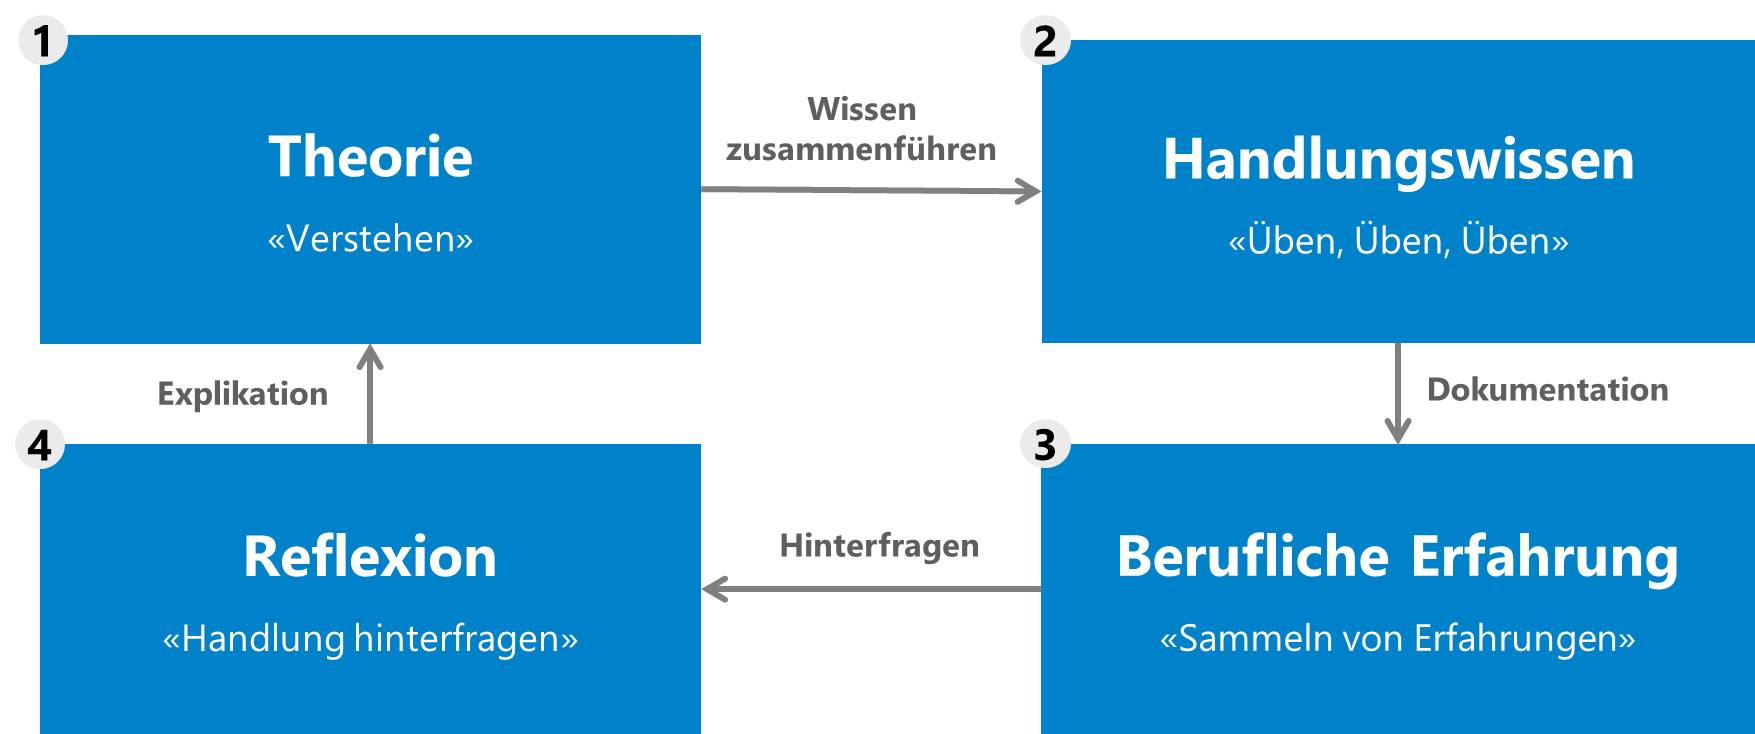 1
Theorie
«Verstehen»
Wissen
zusammenführen
2
Handlungswissen
«Üben, Üben, Üben»
Explikation
Dokumentation
4
Reflexion
«Handlung hinterfragen»
Hinterfragen
3
Berufliche Erfahrung
«Sammeln von Erfahrungen»